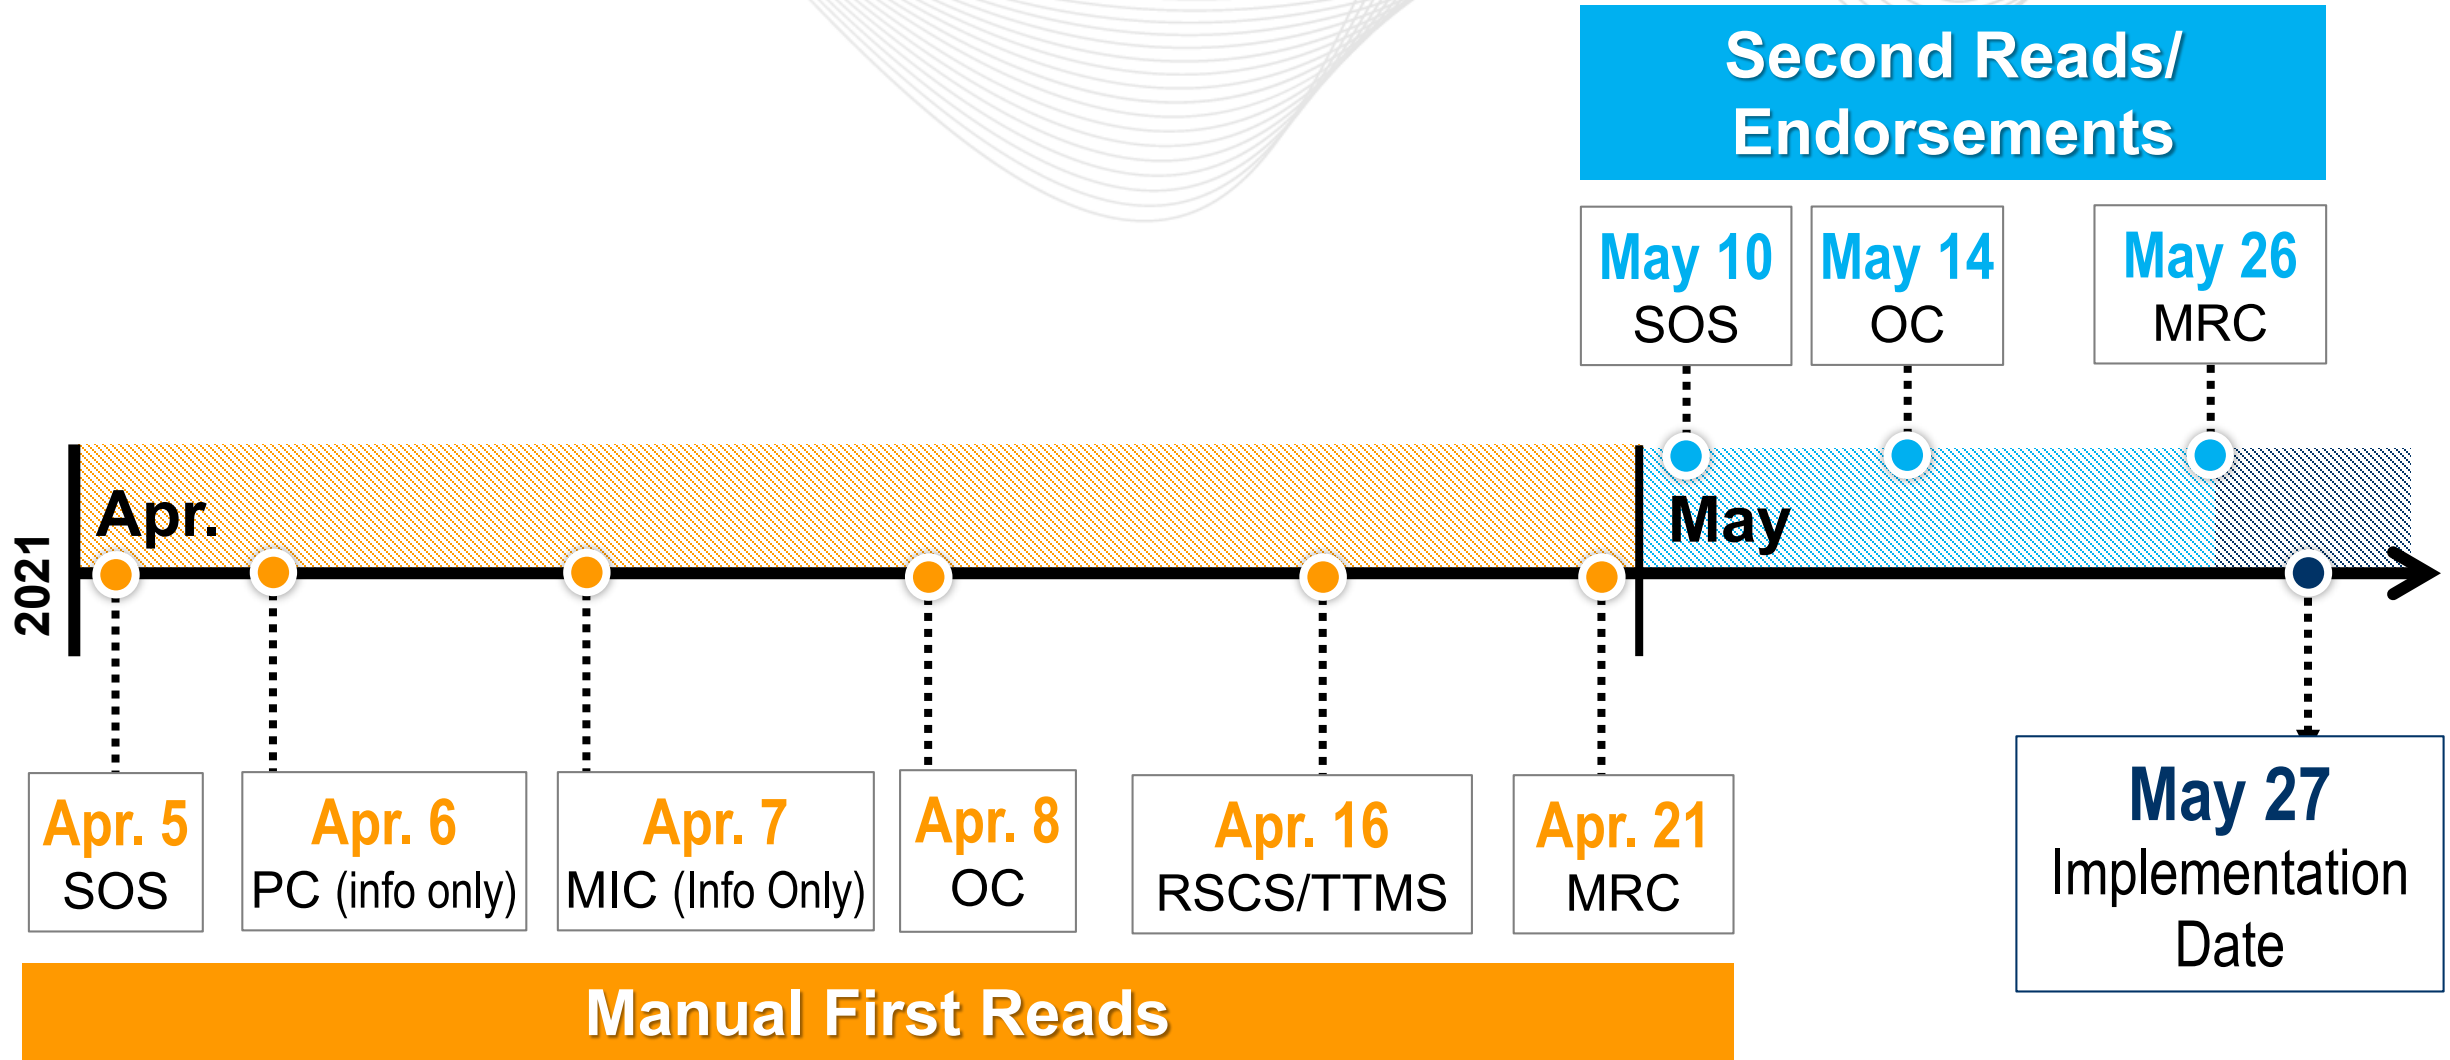 Second Reads/
Endorsements
May 10
SOS
May 14
OC
May 26
MRC
2021
Apr.
May
Apr. 5
SOS
Apr. 6
PC (info only)
Apr. 7
MIC (Info Only)
Apr. 8
OC
Apr. 16
RSCS/TTMS
Apr. 21
MRC
May 27
Implementation
Date
Manual First Reads